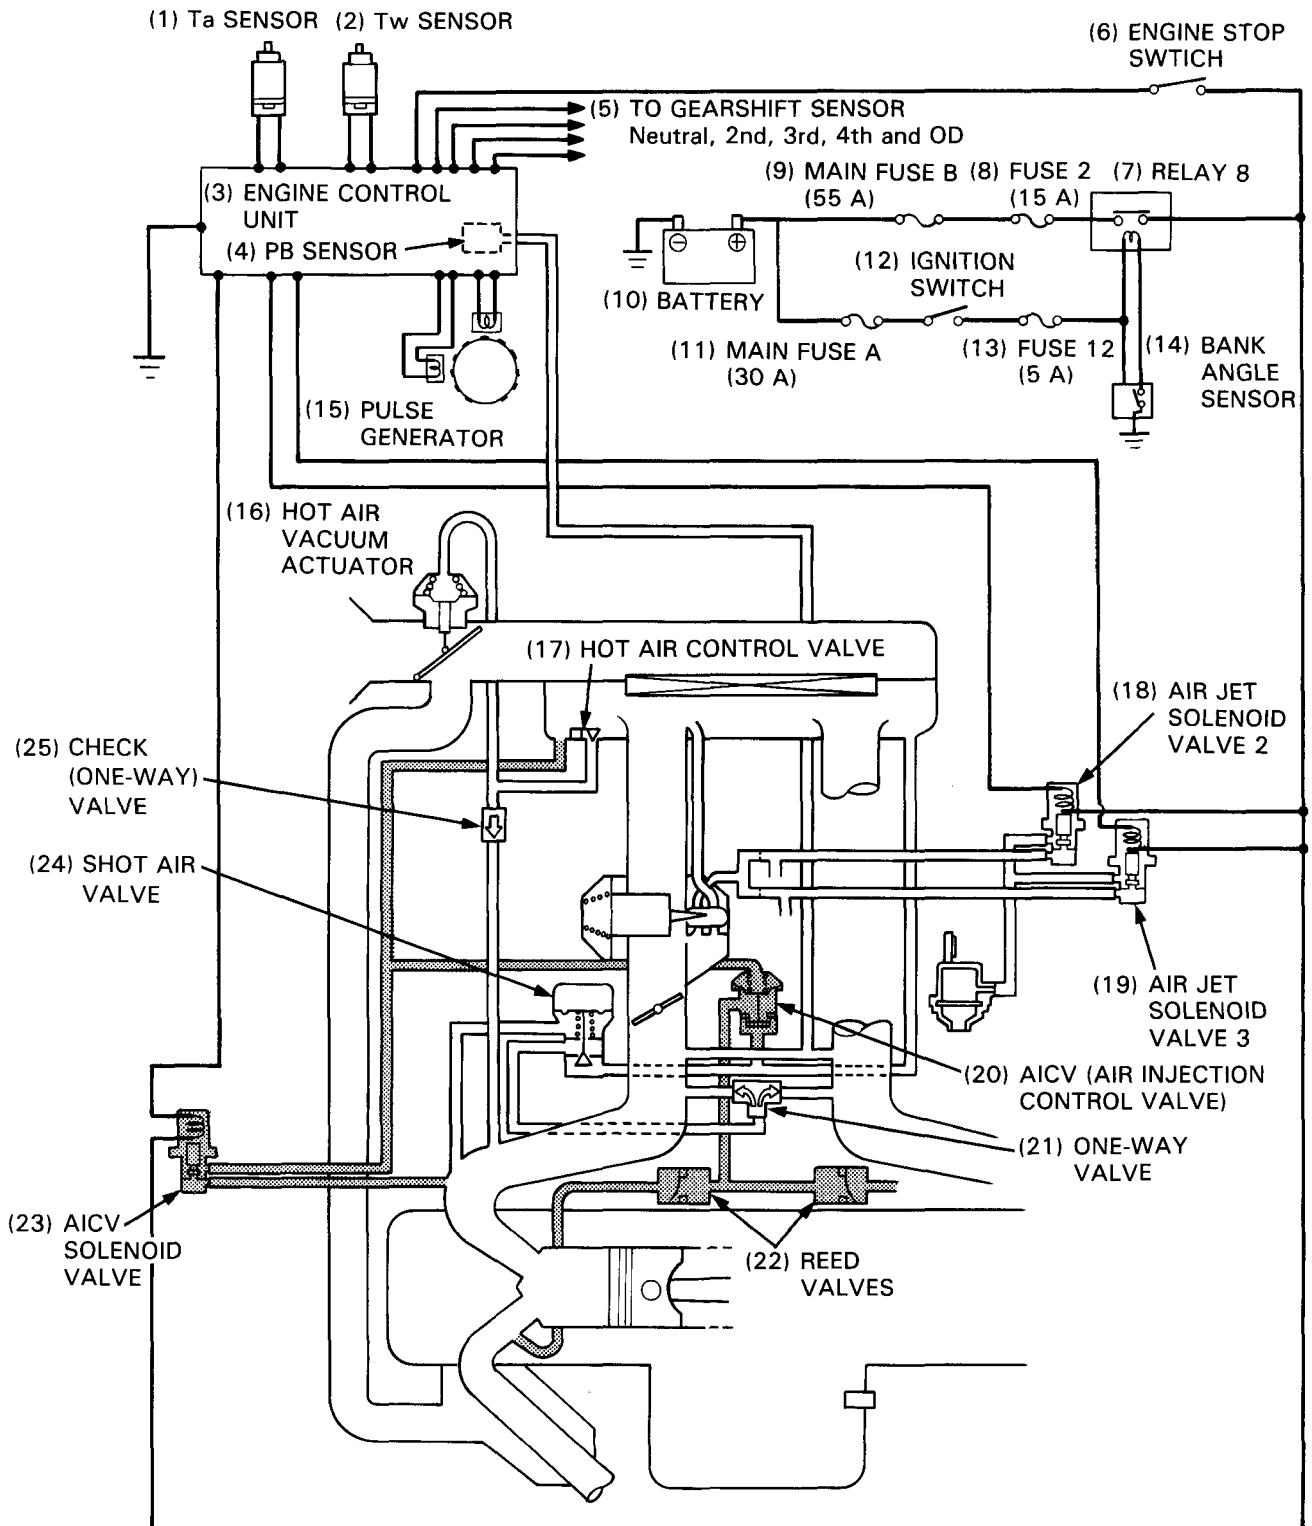 (1) Ta SENSOR
(2) Tw SENSOR
(6) ENGINE STOP
SWTICH
(5) TO GEARSHIFT SENSOR
Neutral, 2nd, 3rd, 4th and OD
(9) MAIN FUSE B
(55 A)
(8) FUSE 2
(15 A)
(7) RELAY 8
(3) ENGINE CONTROL
UNIT
(4) PB SENSOR
(10) BATTERY
(12) IGNITION
SWITCH
(11) MAIN FUSE A
(30 A)
(13) FUSE 12
(5 A)
(14) BANK
ANGLE
SENSOR
(15) PULSE
GENERATOR
(16) HOT AIR
VACUUM
ACTUATOR
(17) HOT AIR CONTROL VALVE
(18) AIR JET
SOLENOID
VALVE 2
(25) CHECK
(ONE-WAY)
VALVE
(24) SHOT AIR
VALVE
(19) AIR JET
SOLENOID
VALVE 3
(20) AICV (AIR INJECTION
CONTROL VALVE)
(21) ONE-WAY
VALVE
(23) AICV
SOLENOID
VALVE
(22) REED
VALVES